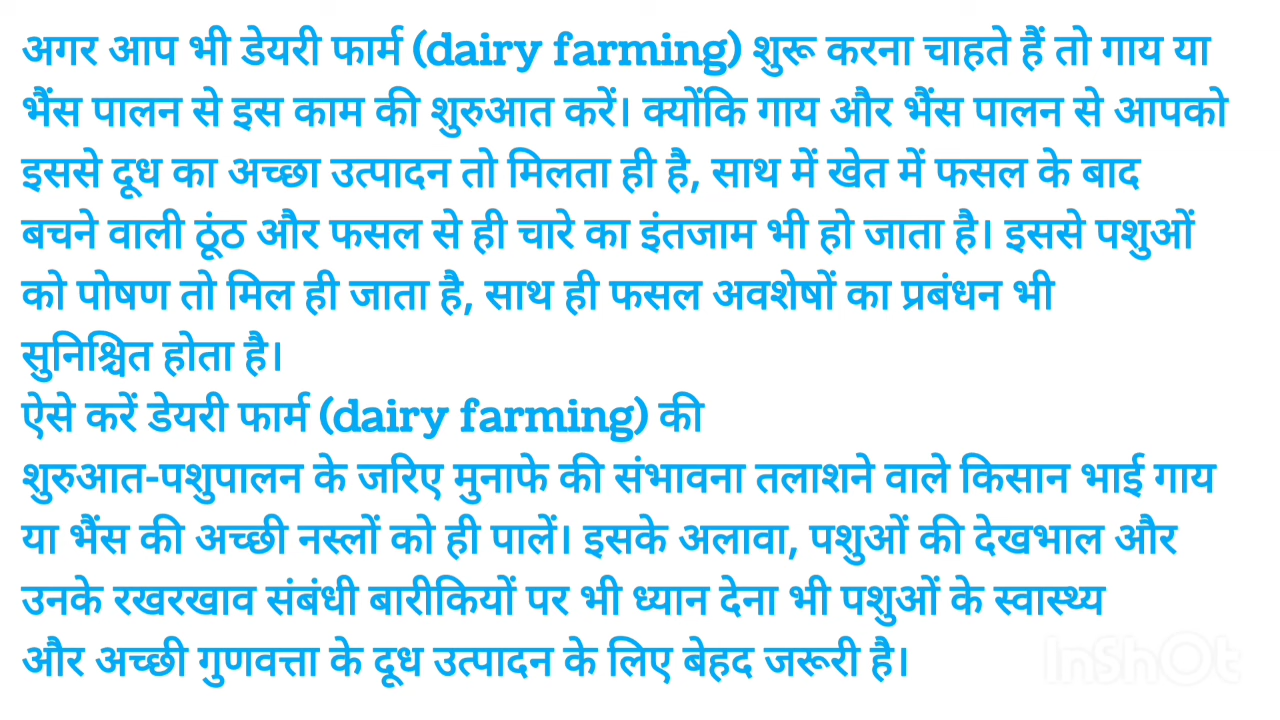 अगर आप भी डेयरी फार्म (dairy farming) शुरू करना चाहते हैं तो गाय या
भैंस पालन से इस काम की शुरुआत करें। क्योंकि गाय और भैंस पालन से आपको
इससे दूध का अच्छा उत्पादन तो मिलता ही है, साथ में खेत में फसल के बाद
बचने वाली ठूंठ और फसल से ही चारे का इंतजाम भी हो जाता है। इससे पशुओं
को पोषण तो मिल ही जाता है, साथ ही फसल अवशेषों का प्रबंधन भी
सुनिश्चित होता है।
ऐसे करें डेयरी फार्म (dairy farming) की
शुरुआत-पशुपालन के जरिए मुनाफे की संभावना तलाशने वाले किसान भाई गाय
या भैंस की अच्छी नस्लों को ही पालें। इसके अलावा, पशुओं की देखभाल और
उनके रखरखाव संबंधी बारीकियों पर भी ध्यान देना भी पशुओं के स्वास्थ्य
और अच्छी गुणवत्ता के दूध उत्पादन के लिए बेहद जरूरी है।
InShOt